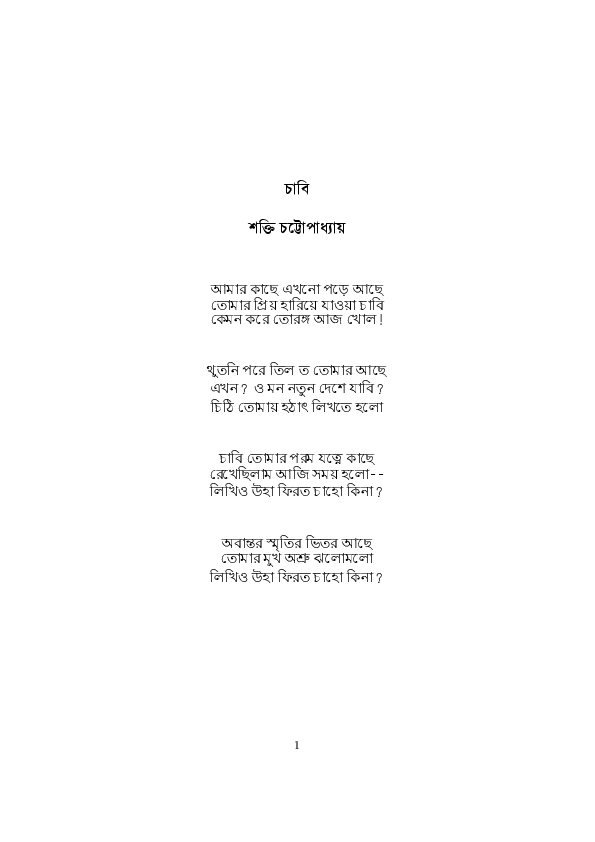 চাবি
শক্তি চট্টোপাধ্যায়
আমার কাছে এখনো পড়ে আছে
তোমার প্রিয় হারিয়ে যাওয়া চাবি
কেমন করে তোরঙ্গ আজ খোল!
থুতনি পরে তিল ত তোমার আছে
এখন? ও মন নতুন দেশে যাবি?
চিঠি তোমায় হঠাৎ লিখতে হলো
চাবি তোমার পরম যত্নে কাছে
রেখেছিলাম আজি সময় হলো--
লিখিও উহা ফিরত চাহো কিনা?
অবান্তর স্মৃতির ভিতর আছে
তোমার মুখ অশ্রু ঝলোমলো
লিখিও উহা ফিরত চাহো কিনা?
1